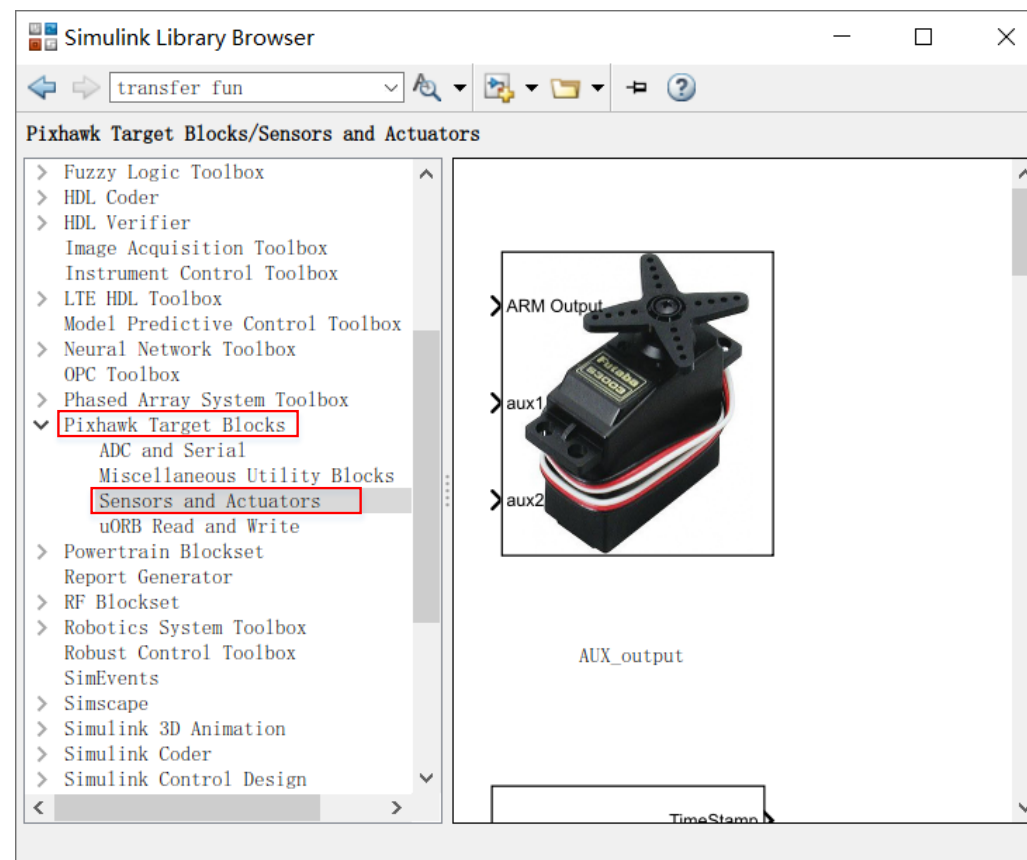 Simulink Library Browser
transfer fun
Pixhawk Target Blocks/Sensors and Actuators
Fuzzy Logic Toolbox
HDL Coder
HDL Verifier
Image Acquisition Toolbox
Instrument Control Toolbox
LTE HDL Toolbox
Model Predictive Control Toolbox
Neural Network Toolbox
OPC Toolbox
Phased Array System Toolbox
Pixhawk Target Blocks
ADC and Serial
Miscellaneous Utility Blocks
Sensors and Actuators
uORB Read and Write
Powertrain Blockset
Report Generator
RF Blockset
Robotics System Toolbox
Robust Control Toolbox
SimEvents
Simscape
Simulink 3D Animation
Simulink Coder
Simulink Control Design
ARM Output
Futaba
S3003
aux1
aux2
AUX_output
TimeStamp